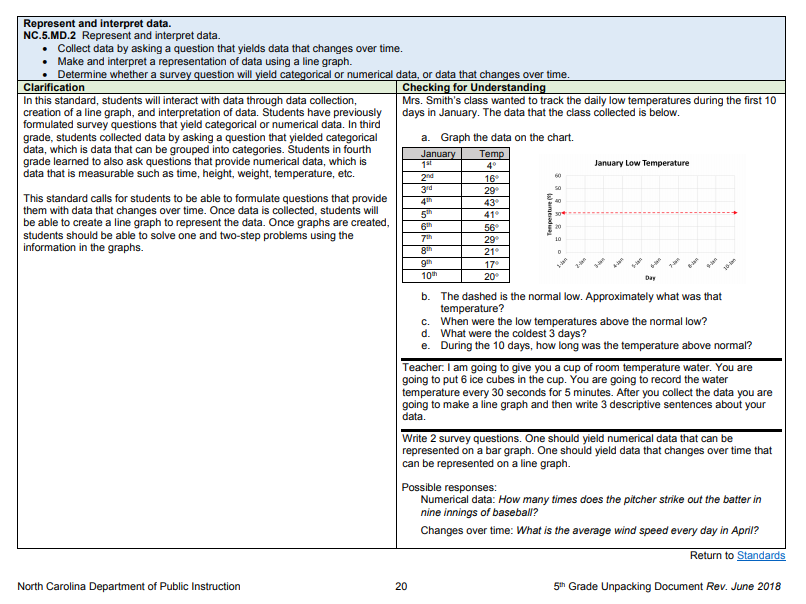 Represent and interpret data.
NC.5.MD.2 Represent and interpret data.
• Collect data by asking a question that yields data that changes over time.
• Make and interpret a representation of data using a line graph.
• Determine whether a survey question will yield categorical or numerical data, or data that changes over time.
Clarification
In this standard, students will interact with data through data collection,
creation of a line graph, and interpretation of data. Students have previously
formulated survey questions that yield categorical or numerical data. In third
grade, students collected data by asking a question that yielded categorical
data, which is data that can be grouped into categories. Students in fourth
grade learned to also ask questions that provide numerical data, which is
data that is measurable such as time, height, weight, temperature, etc.
This standard calls for students to be able to formulate questions that provide
them with data that changes over time. Once data is collected, students will
be able to create a line graph to represent the data. Once graphs are created,
students should be able to solve one and two-step problems using the
information in the graphs.
Checking for Understanding
Mrs. Smith's class wanted to track the daily low temperatures during the first 10
days in January. The data that the class collected is below.
a. Graph the data on the chart.
January Temp
1st 4°
2nd 16°
3rd 29°
4th 43°
5th 41°
6th 56°
7th 29°
8th 21°
9th 17°
10th 20°
January Low Temperature
Temperature (°)
60
50
40
30
20
10
0
1-Jan 2-Jan 3-Jan 4-Jan 5-Jan 6-Jan 7-Jan 8-Jan 9-Jan 10-Jan
Day
b. The dashed is the normal low. Approximately what was that
temperature?
c. When were the low temperatures above the normal low?
d. What were the coldest 3 days?
e. During the 10 days, how long was the temperature above normal?
Teacher: I am going to give you a cup of room temperature water. You are
going to put 6 ice cubes in the cup. You are going to record the water
temperature every 30 seconds for 5 minutes. After you collect the data you are
going to make a line graph and then write 3 descriptive sentences about your
data.
Write 2 survey questions. One should yield numerical data that can be
represented on a bar graph. One should yield data that changes over time that
can be represented on a line graph.
Possible responses:
Numerical data: How many times does the pitcher strike out the batter in
nine innings of baseball?
Changes over time: What is the average wind speed every day in April?
Return to Standards
North Carolina Department of Public Instruction
20
5th Grade Unpacking Document Rev. June 2018